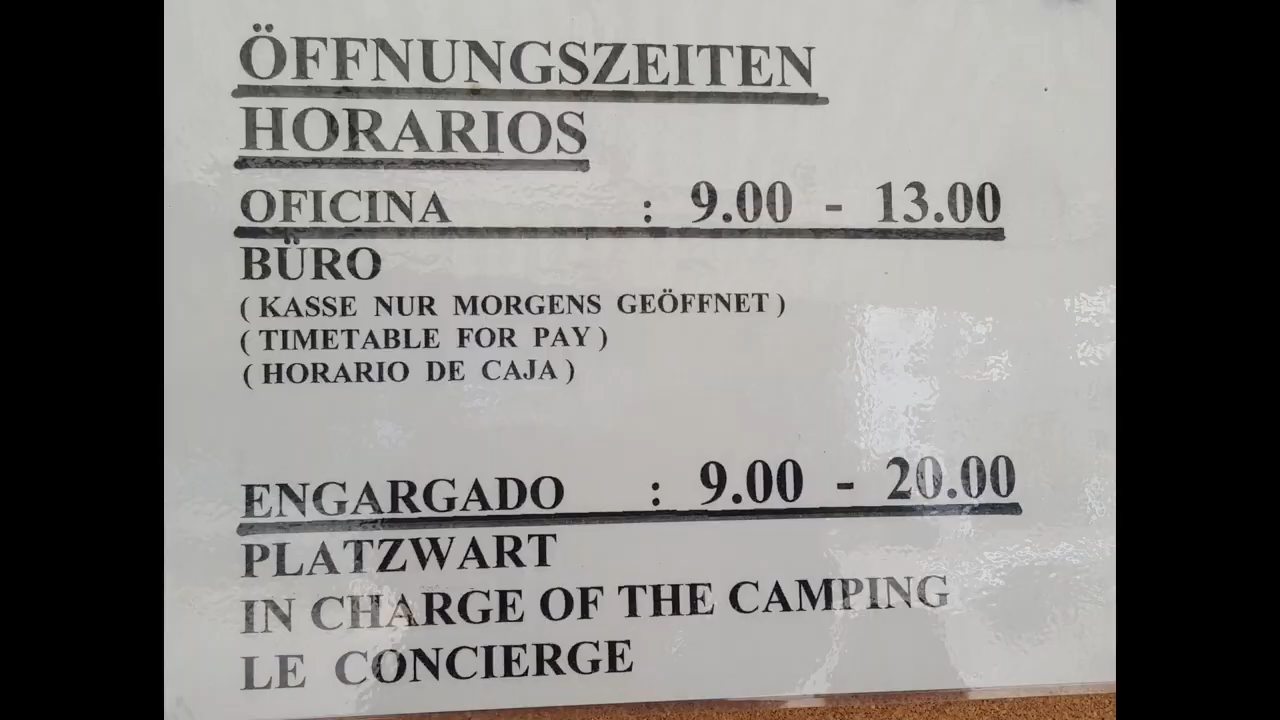 ÖFFNUNGSZEITEN
HORARIOS
OFICINA : 9.00 - 13.00
BÜRO
( KASSE NUR MORGENS GEÖFFNET )
( TIMETABLE FOR PAY )
( HORARIO DE CAJA )
ENGARGADO : 9.00 - 20.00
PLATZWART
IN CHARGE OF THE CAMPING
LE CONCIERGE